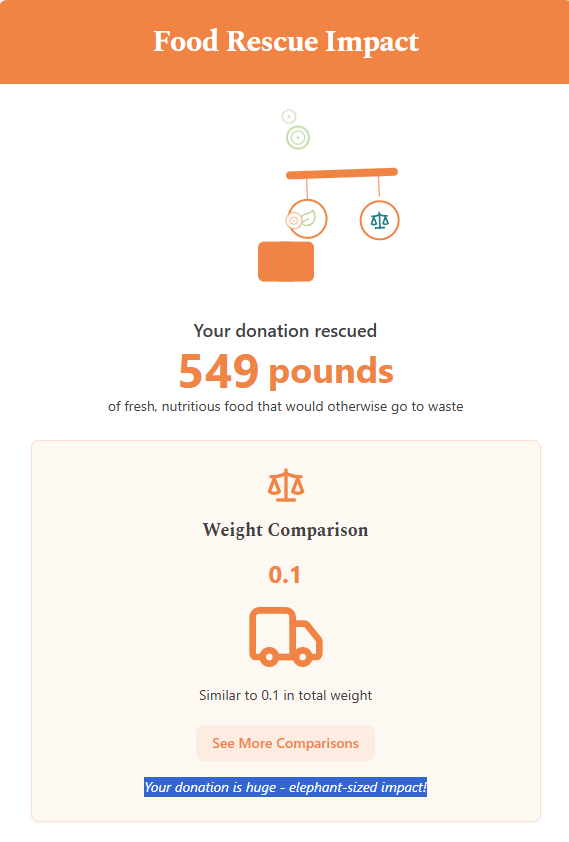 Food Rescue Impact
Your donation rescued
549 pounds
of fresh, nutritious food that would otherwise go to waste
Weight Comparison
0.1
Similar to 0.1 in total weight
See More Comparisons
Your donation is huge - elephant-sized impact!